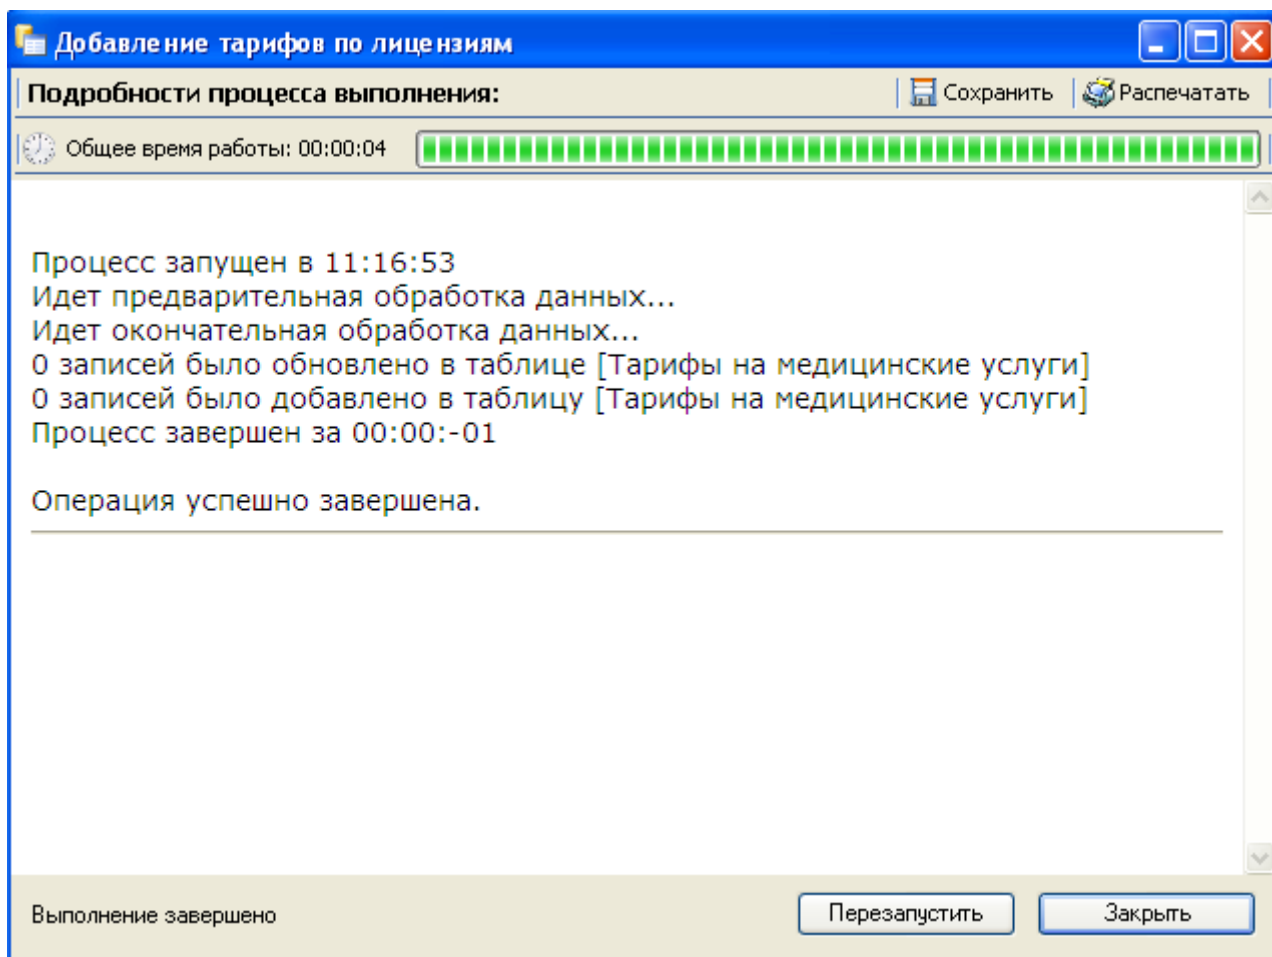 Добавление тарифов по лицензиям
Подробности процесса выполнения:
Сохранить
Распечатать
Общее время работы: 00:00:04
Процесс запущен в 11:16:53
Идет предварительная обработка данных...
Идет окончательная обработка данных...
0 записей было обновлено в таблице [Тарифы на медицинские услуги]
0 записей было добавлено в таблицу [Тарифы на медицинские услуги]
Процесс завершен за 00:00:-01
Операция успешно завершена.
Выполнение завершено
Перезапустить
Закрыть